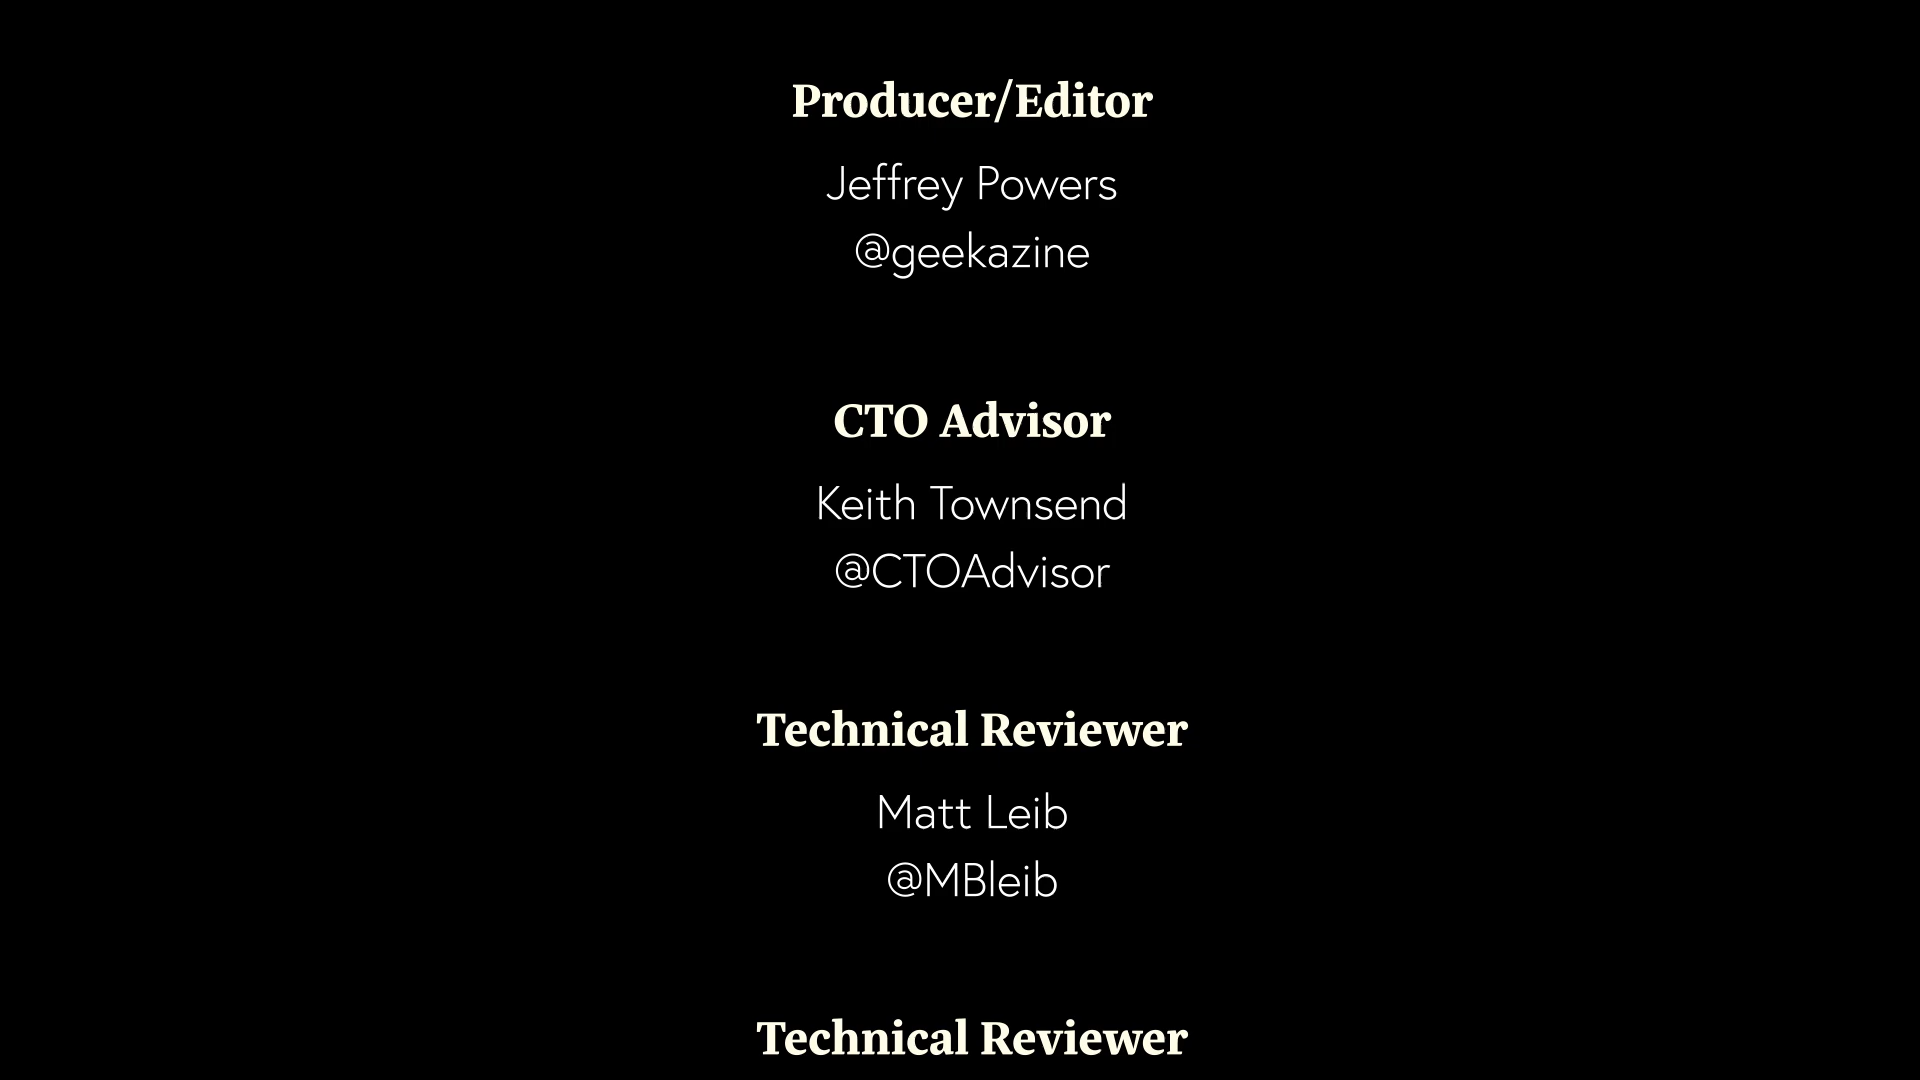 Producer/Editor
Jeffrey Powers
@geekazine
CTO Advisor
Keith Townsend
@CTOAdvisor
Technical Reviewer
Matt Leib
@MBleib
Technical Reviewer